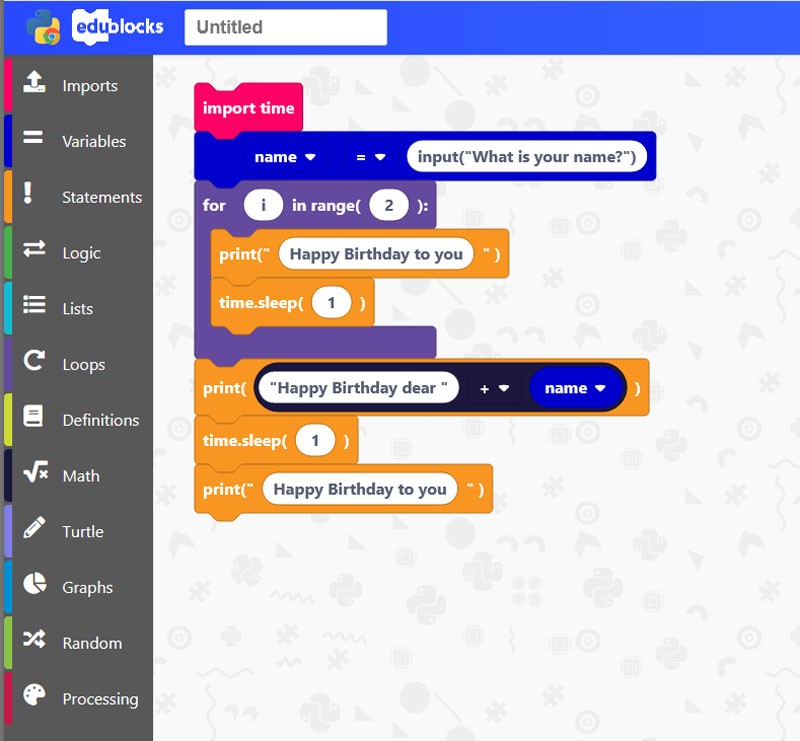 edublocks
Untitled
Imports
Variables
Statements
Logic
Lists
Loops
Definitions
Math
Turtle
Graphs
Random
Processing
import time
name = input("What is your name?")
for i in range( 2 ):
print(" Happy Birthday to you " )
time.sleep( 1 )
print( "Happy Birthday dear " + name )
time.sleep( 1 )
print(" Happy Birthday to you " )